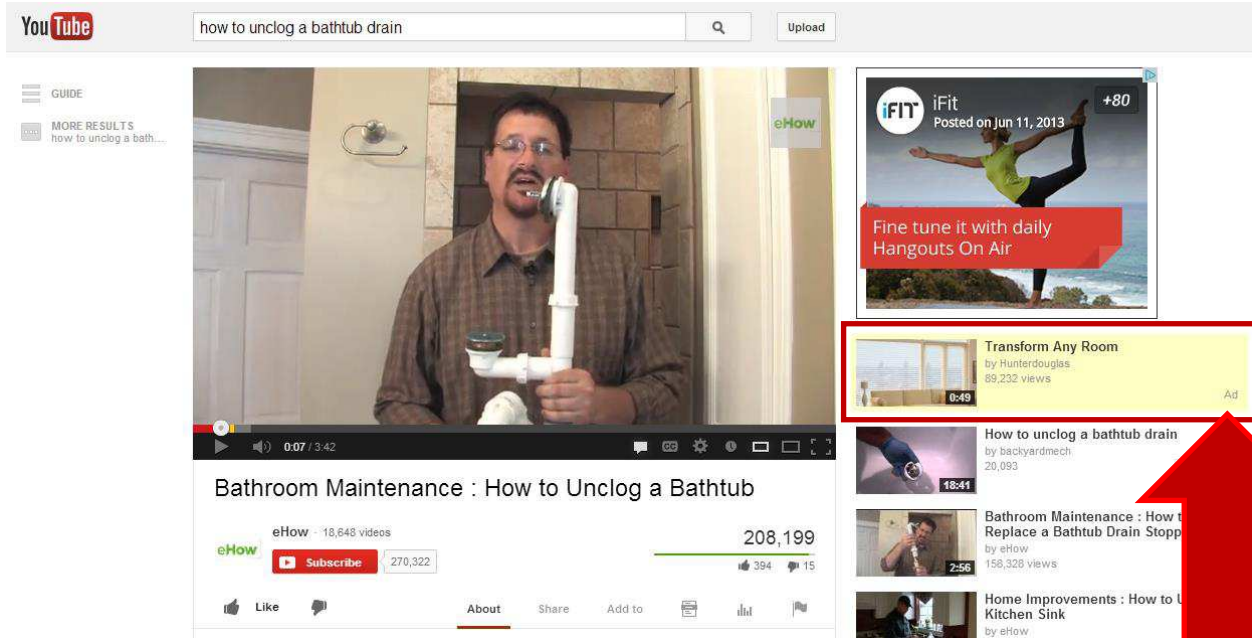 YouTube
how to unclog a bathtub drain
Upload
GUIDE
MORE RESULTS
how to unclog a bath...
eHow
0:07 / 3:42
CC
Bathroom Maintenance : How to Unclog a Bathtub
eHow
eHow · 18,648 videos
Subscribe
270,322
208,199
394
15
Like
About
Share
Add to
iFIT
iFit
+80
Posted on Jun 11, 2013
Fine tune it with daily
Hangouts On Air
Transform Any Room
by Hunterdouglas
89,232 views
Ad
0:49
How to unclog a bathtub drain
by backyardmech
20,093
18:41
Bathroom Maintenance : How t
Replace a Bathtub Drain Stopp
by eHow
156,328 views
2:56
Home Improvements : How to U
Kitchen Sink
by eHow